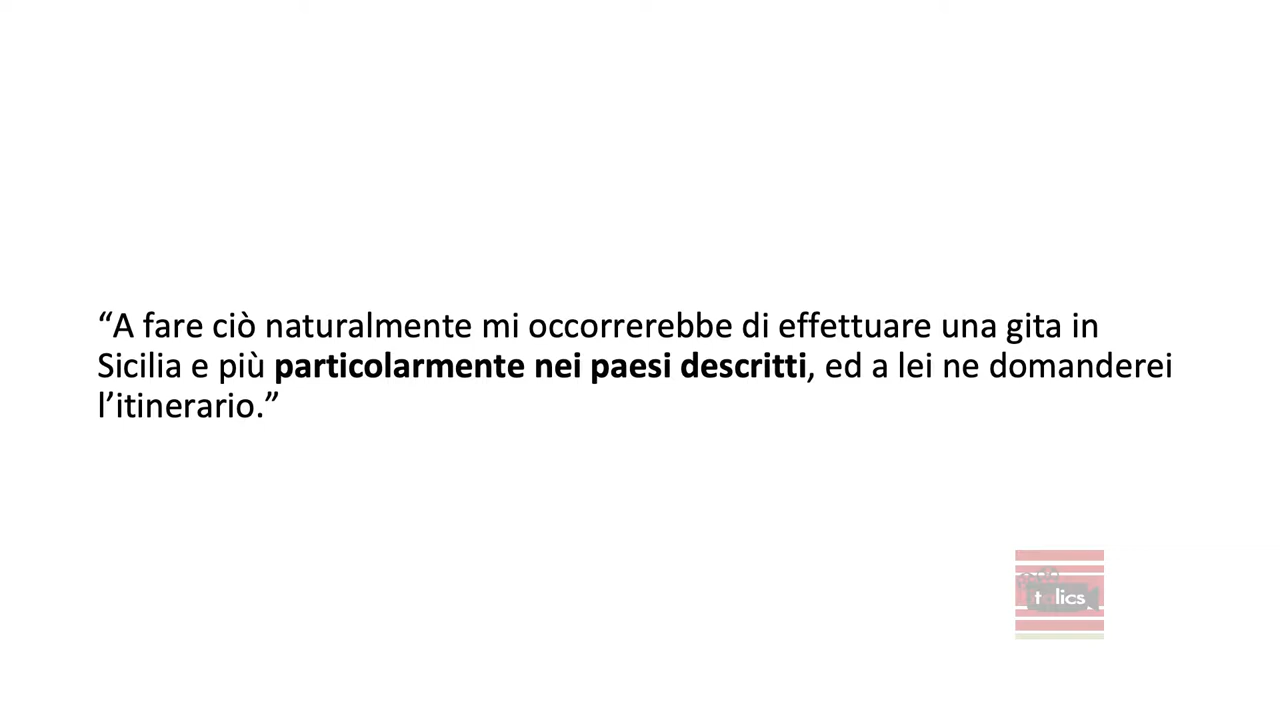 “A fare ciò naturalmente mi occorrerebbe di effettuare una gita in
Sicilia e più particolarmente nei paesi descritti, ed a lei ne domanderei
l’itinerario.”
italics